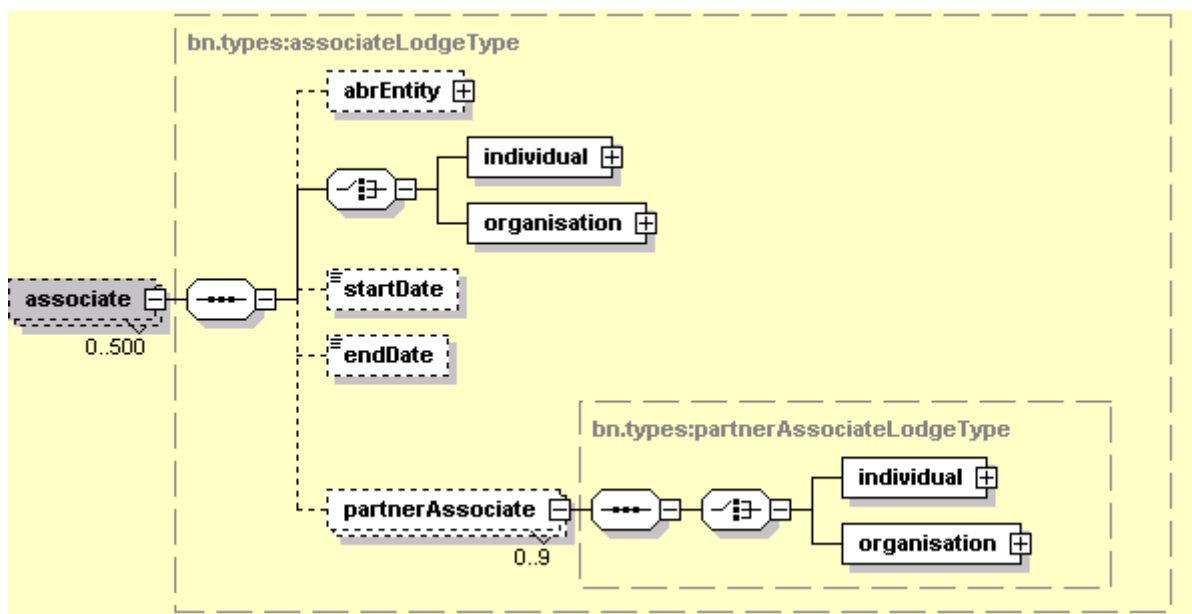 bn.types:associateLodgeType
abrEntity
individual
organisation
startDate
associate
0..500
endDate
bn.types:partnerAssociateLodgeType
individual
partnerAssociate
0..9
organisation